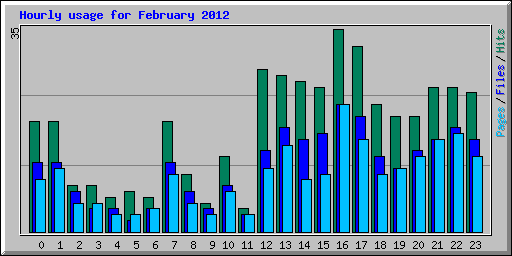 Hourly usage for February 2012
35
Pages/Files/Hits
0 1 2 3 4 5 6 7 8 9 10 11 12 13 14 15 16 17 18 19 20 21 22 23